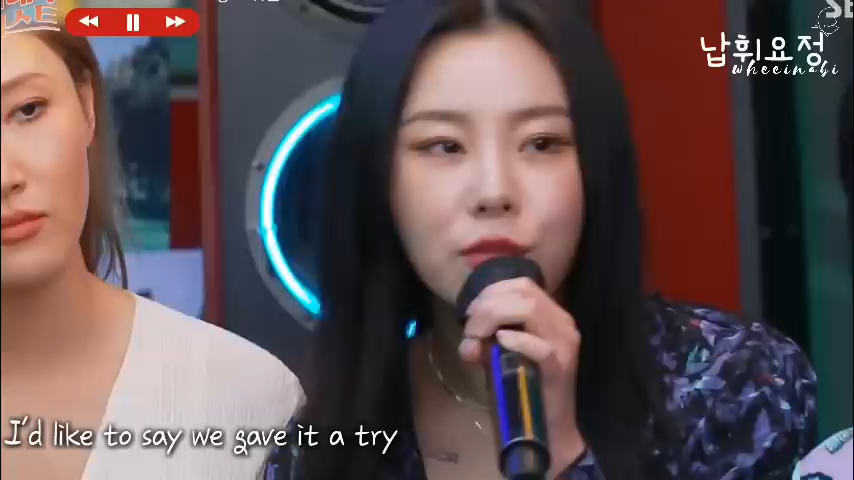 납휘요정
wheeinabi
I'd like to say we gave it a try